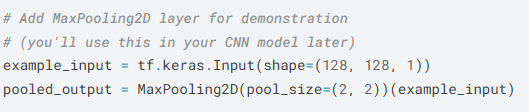 # Add MaxPooling2D layer for demonstration
# (you'll use this in your CNN model later)
example_input = tf.keras.Input(shape=(128, 128, 1))
pooled_output = MaxPooling2D(pool_size=(2, 2))(example_input)